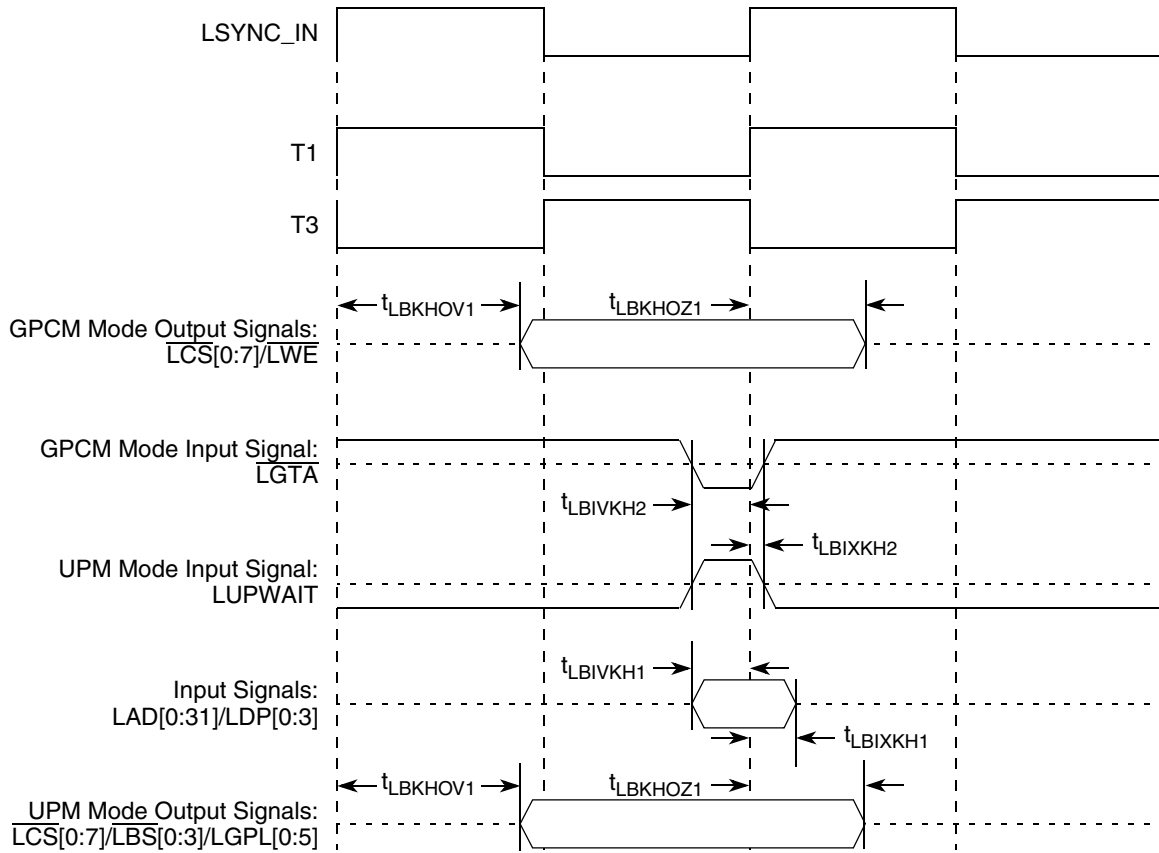 LSYNC_IN
T1
T3
tLBKHOV1
tLBKHOZ1
GPCM Mode Output Signals:
LCS[0:7]/LWE
GPCM Mode Input Signal:
LGTA
tLBIVKH2
tLBIXKH2
UPM Mode Input Signal:
LUPWAIT
tLBIVKH1
Input Signals:
LAD[0:31]/LDP[0:3]
tLBIXKH1
tLBKHOV1
tLBKHOZ1
UPM Mode Output Signals:
LCS[0:7]/LBS[0:3]/LGPL[0:5]